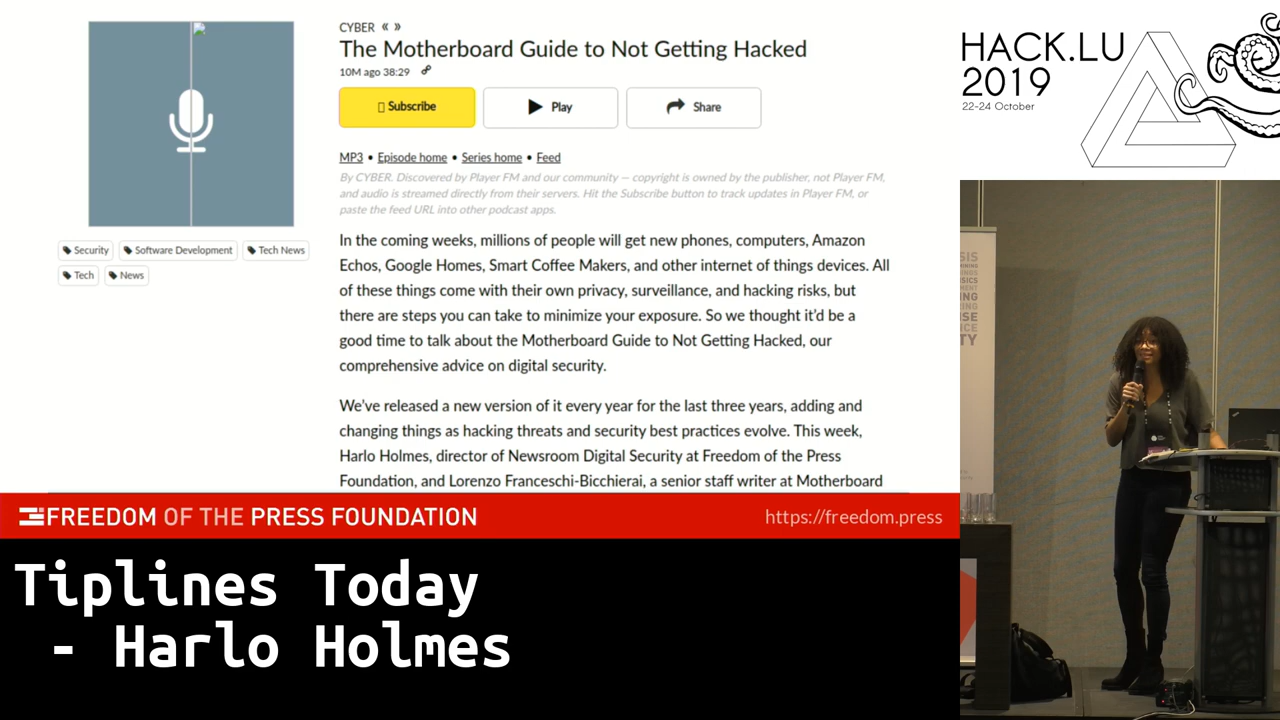 CYBER « »
The Motherboard Guide to Not Getting Hacked
10M ago 38:29
Subscribe
Play
Share
MP3 • Episode home • Series home • Feed
By CYBER. Discovered by Player FM and our community — copyright is owned by the publisher, not Player FM,
and audio is streamed directly from their servers. Hit the Subscribe button to track updates in Player FM, or
paste the feed URL into other podcast apps.
Security
Software Development
Tech News
Tech
News
In the coming weeks, millions of people will get new phones, computers, Amazon
Echos, Google Homes, Smart Coffee Makers, and other internet of things devices. All
of these things come with their own privacy, surveillance, and hacking risks, but
there are steps you can take to minimize your exposure. So we thought it'd be a
good time to talk about the Motherboard Guide to Not Getting Hacked, our
comprehensive advice on digital security.
We've released a new version of it every year for the last three years, adding and
changing things as hacking threats and security best practices evolve. This week,
Harlo Holmes, director of Newsroom Digital Security at Freedom of the Press
Foundation, and Lorenzo Franceschi-Bicchierai, a senior staff writer at Motherboard
FREEDOM OF THE PRESS FOUNDATION
https://freedom.press
Tiplines Today
- Harlo Holmes
HACK.LU
2019
22-24 October